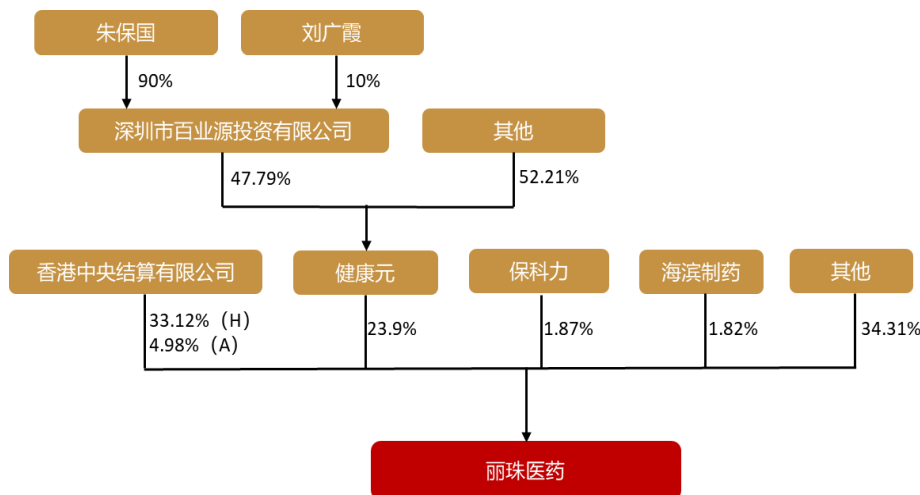 朱保国
刘广霞
90%
10%
深圳市百业源投资有限公司
其他
47.79%
52.21%
香港中央结算有限公司
健康元
保科力
海滨制药
其他
33.12%（H）
4.98%（A）
23.9%
1.87%
1.82%
34.31%
丽珠医药